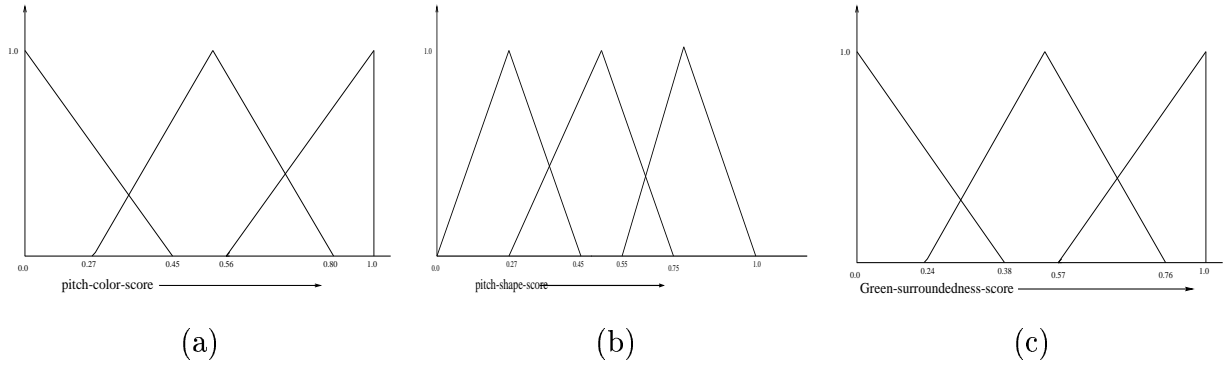 1.0
0.0 0.27 0.45 0.56 0.80 1.0
pitch-color-score
(a)
1.0
0.0 0.27 0.45 0.55 0.75 1.0
pitch-shape-score
(b)
1.0
0.0 0.24 0.38 0.57 0.76 1.0
Green-surroundedness-score
(c)